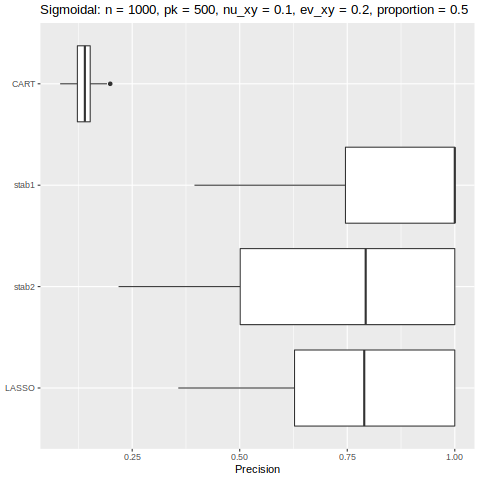 Sigmoidal: n = 1000, pk = 500, nu_xy = 0.1, ev_xy = 0.2, proportion = 0.5
CART
stab1
stab2
LASSO
0.25 0.50 0.75 1.00
Precision